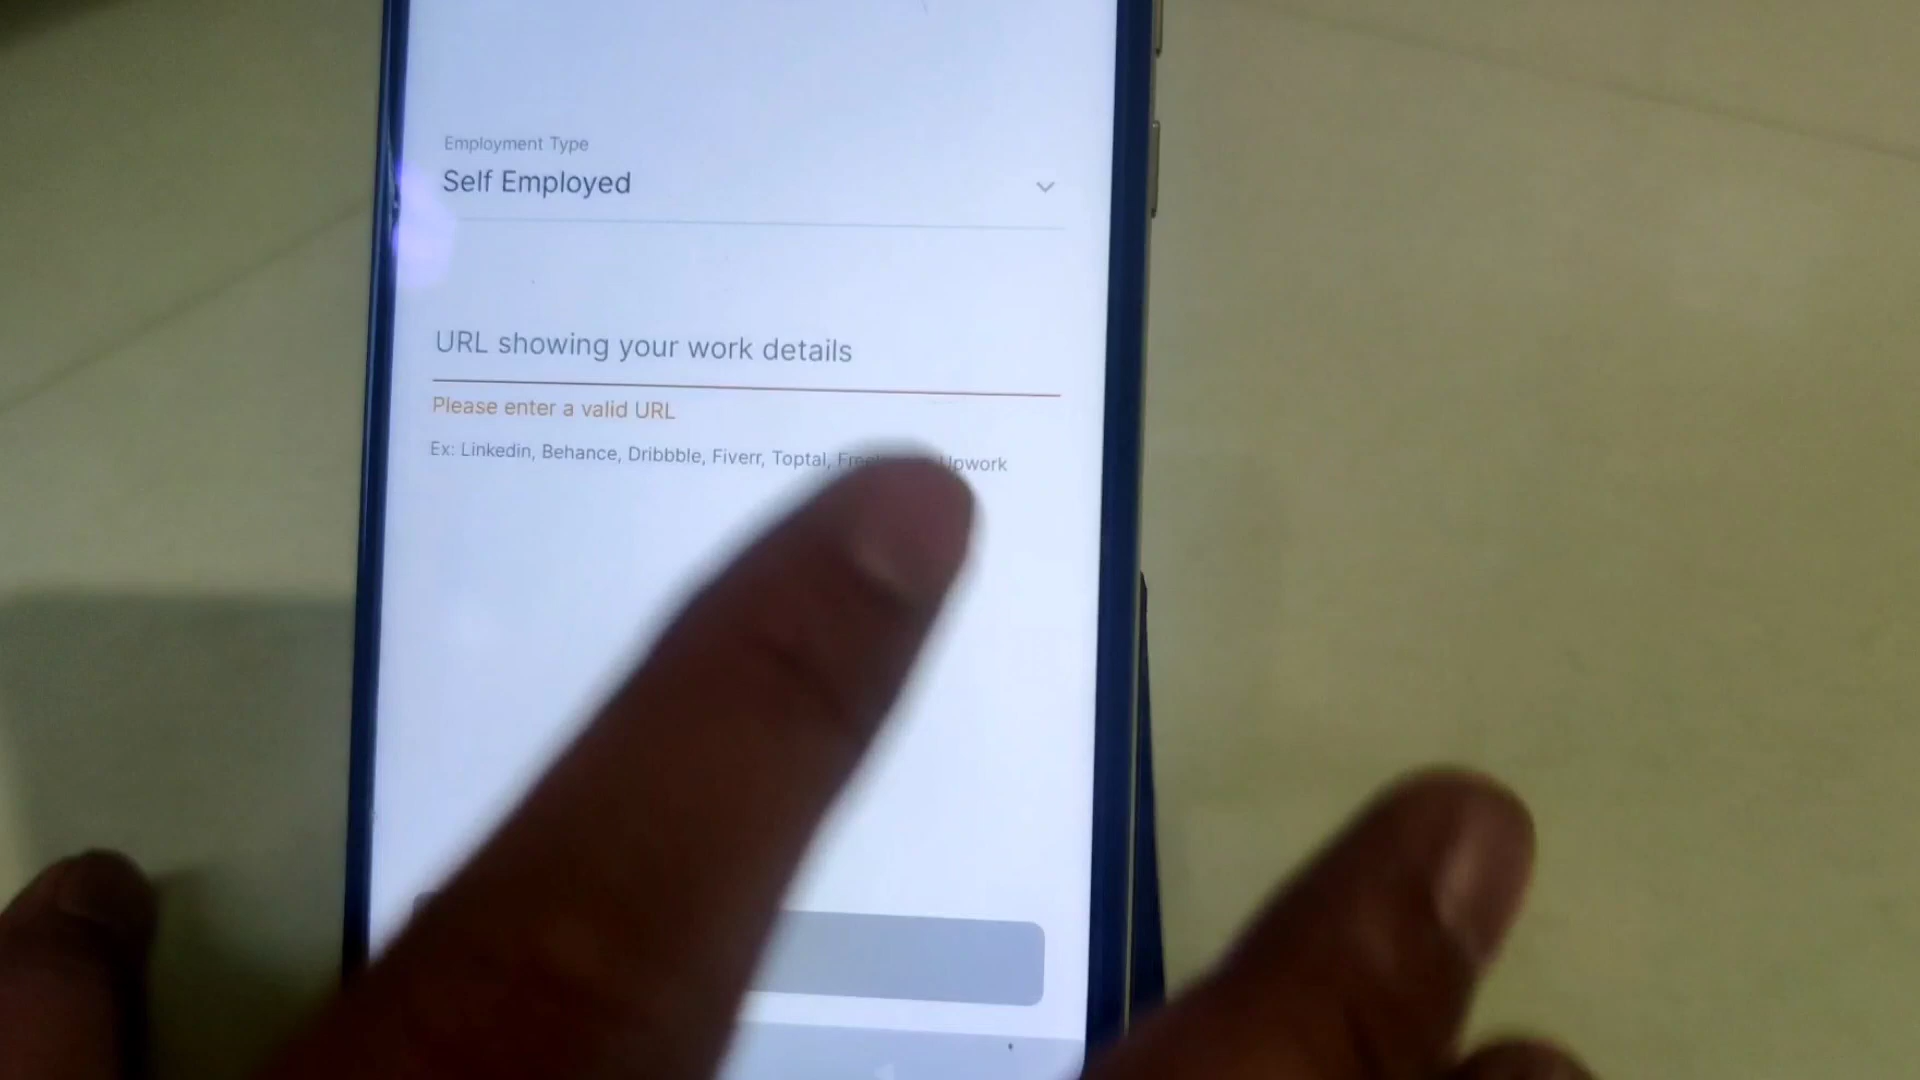 Employment Type
Self Employed
URL showing your work details
Please enter a valid URL
Ex: Linkedin, Behance, Dribbble, Fiverr, Toptal, Upwork